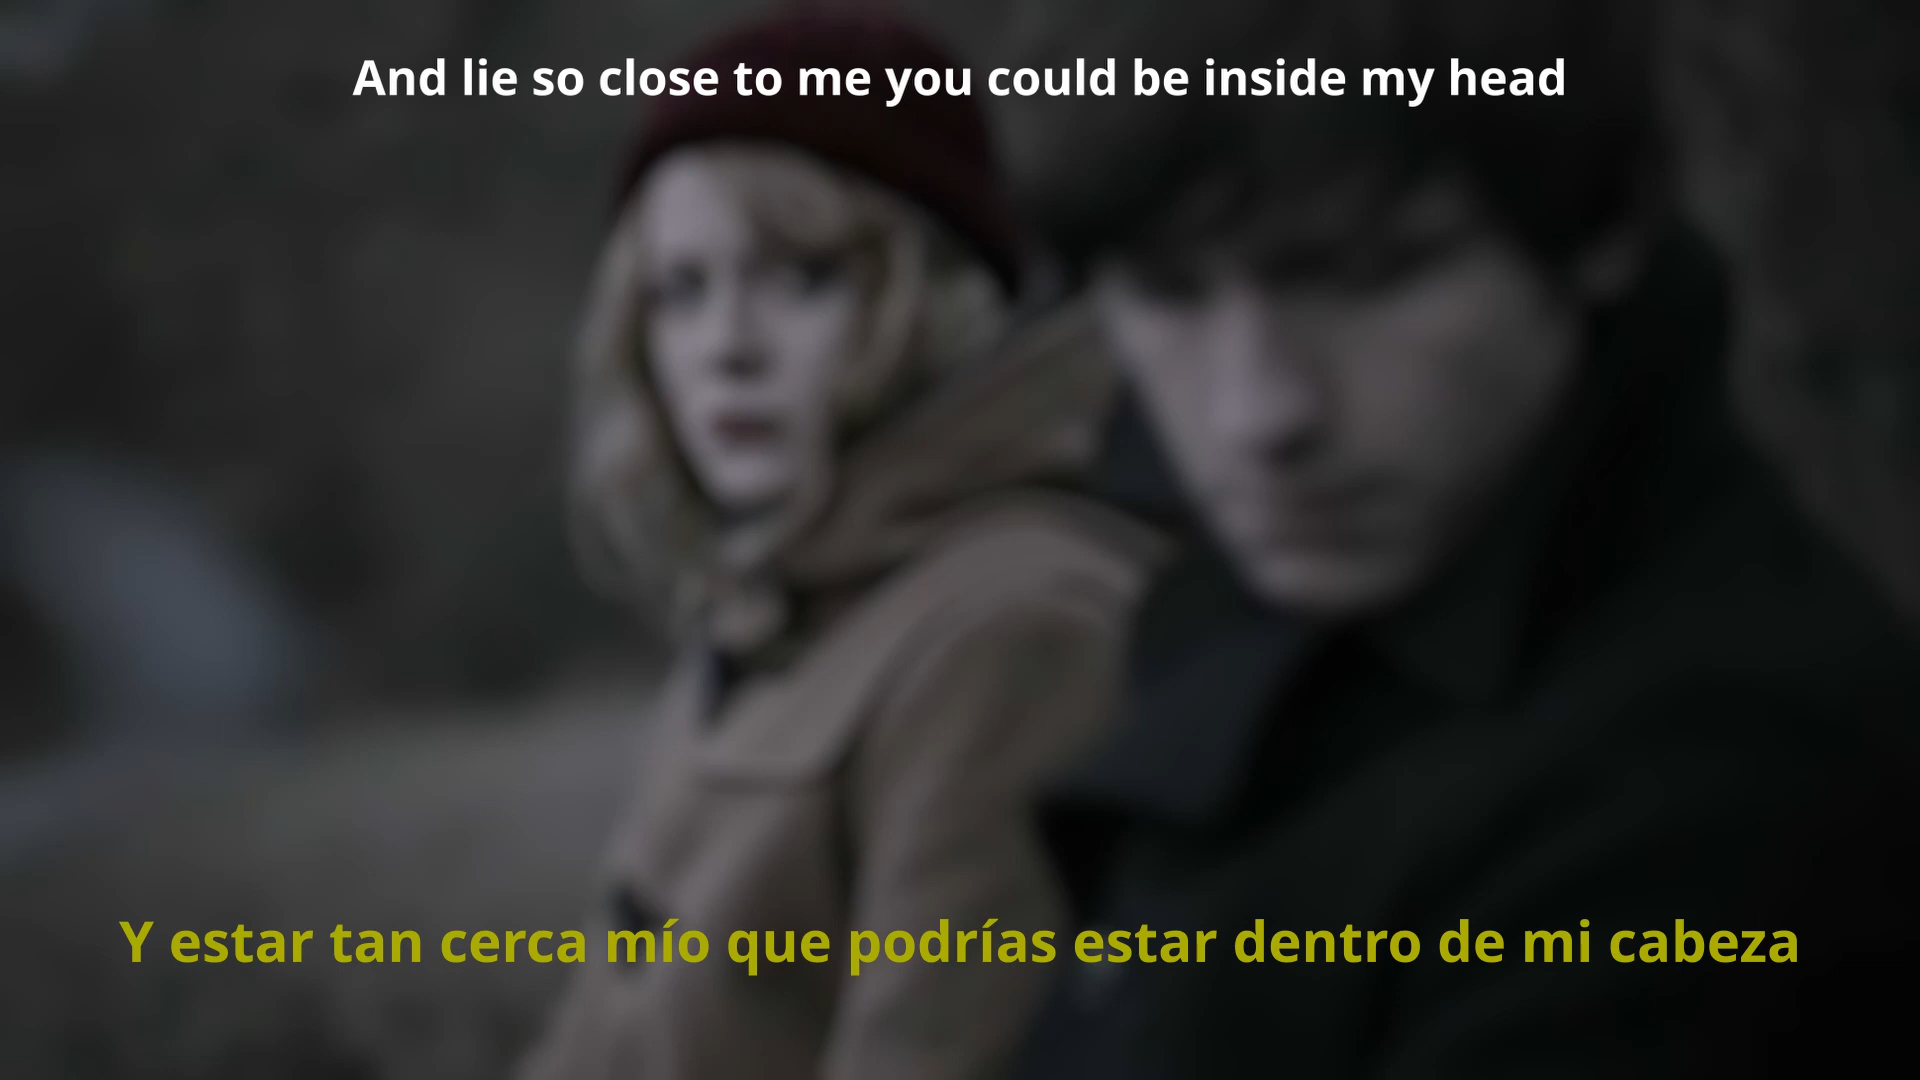 And lie so close to me you could be inside my head
Y estar tan cerca mío que podrías estar dentro de mi cabeza